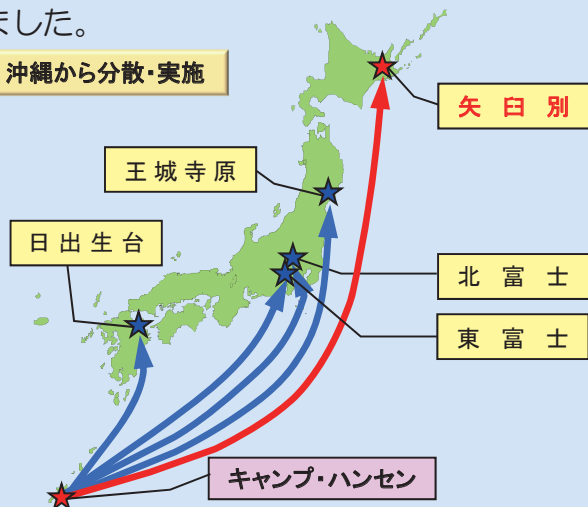 ました。
沖縄から分散・実施
矢臼別
王城寺原
日出生台
北富士
東富士
キャンプ・ハンセン